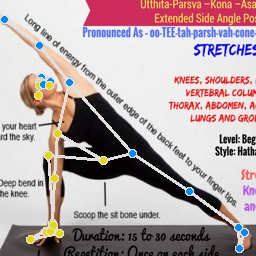 Utthita-Parsva –Kona –Asa
Extended Side Angle Pos
Pronounced As - oo-TEE-tah-parsh-vah-cone-
STRETCHES
Long line of energy from the outer edge of the back feet to your finger tips.
KNEES, SHOULDERS,
VERTEBRAL COLUM
THORAX, ABDOMEN, A
LUNGS AND GRO
your heart
rd the sky.
Level: Beg
Style: Hatha
Stre
Kne
an
Deep bend in
the knee.
Scoop the sit bone under.
Duration: 15 to 30 seconds
Repetition: Once on each side